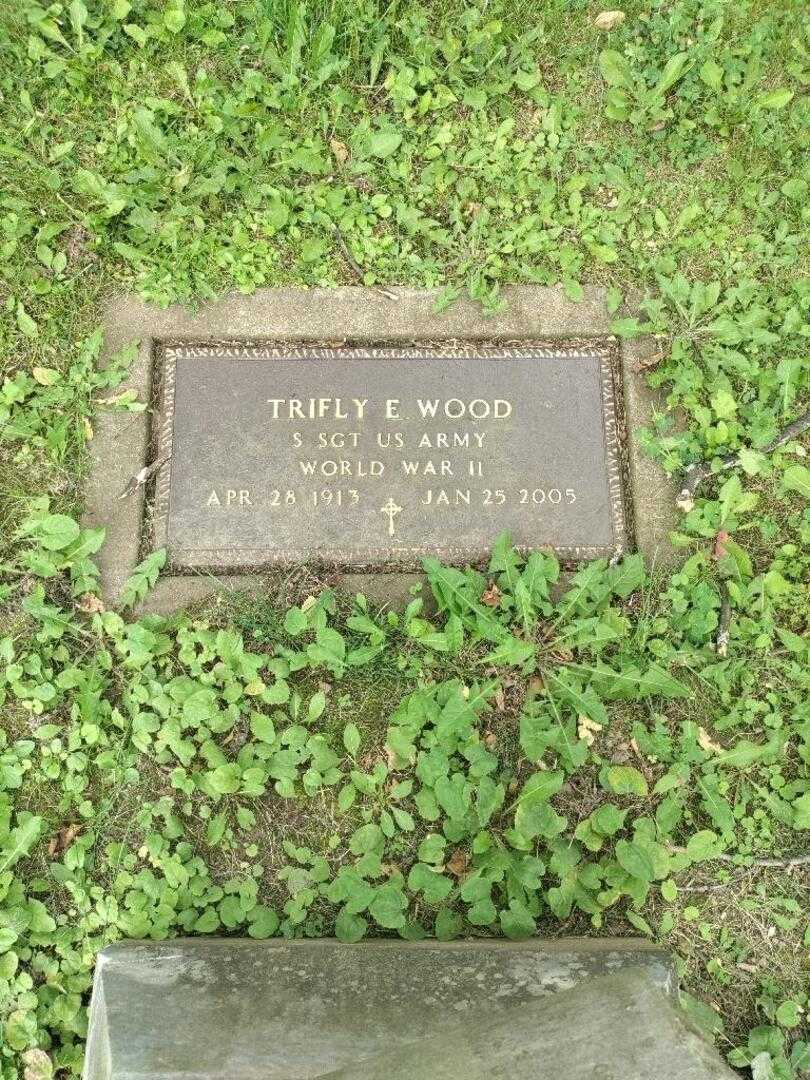 TRIFLY E WOOD
S SGT US ARMY
WORLD WAR II
APR 28 1913 JAN 25 2005